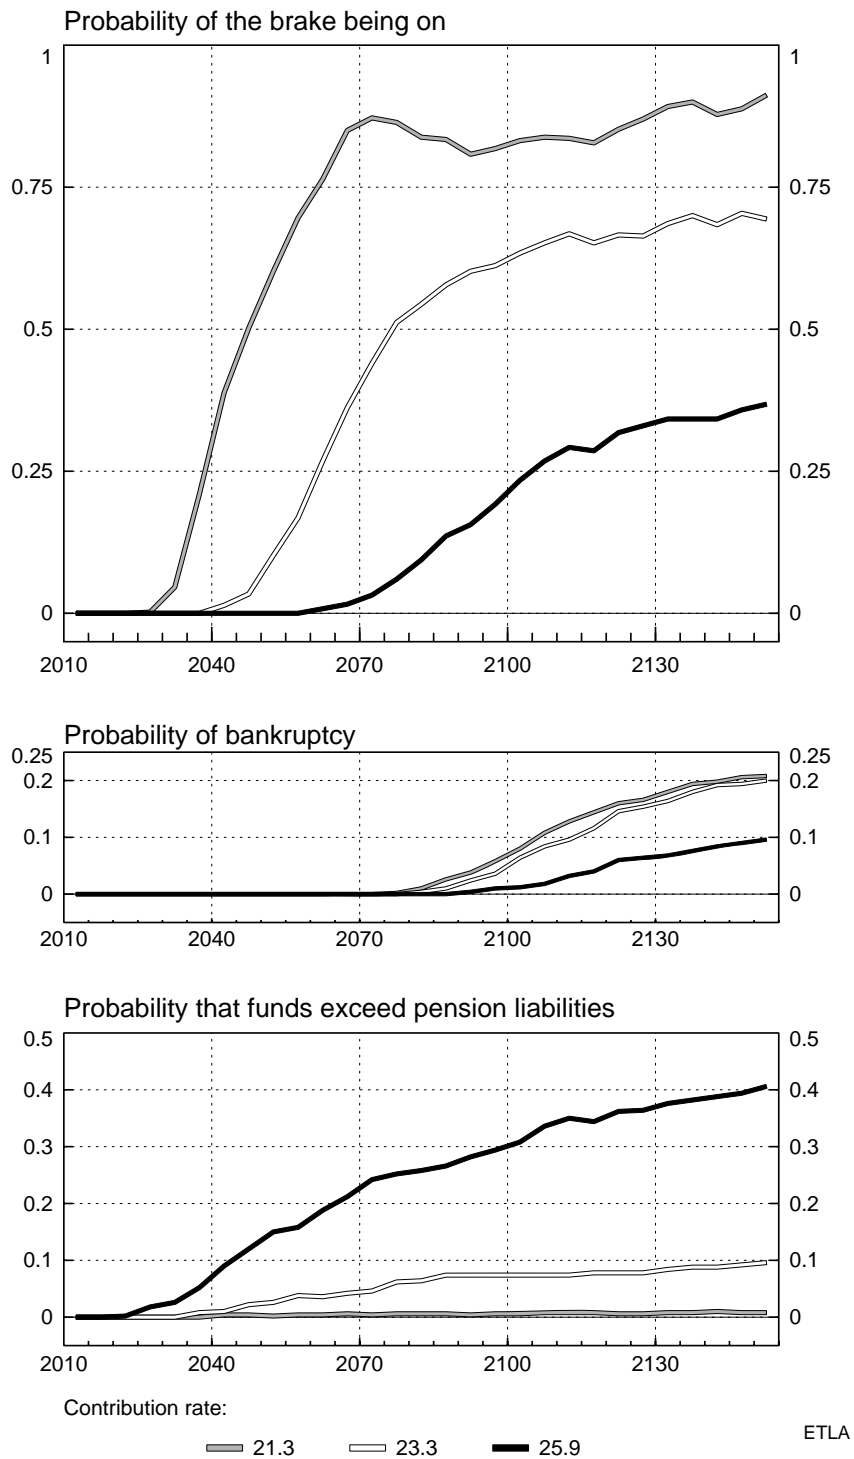 Probability of the brake being on
1 1
0.75 0.75
0.5 0.5
0.25 0.25
0 0
2010 2040 2070 2100 2130
Probability of bankruptcy
0.25 0.25
0.2 0.2
0.1 0.1
0 0
2010 2040 2070 2100 2130
Probability that funds exceed pension liabilities
0.5 0.5
0.4 0.4
0.3 0.3
0.2 0.2
0.1 0.1
0 0
2010 2040 2070 2100 2130
Contribution rate:
21.3 23.3 25.9
ETLA